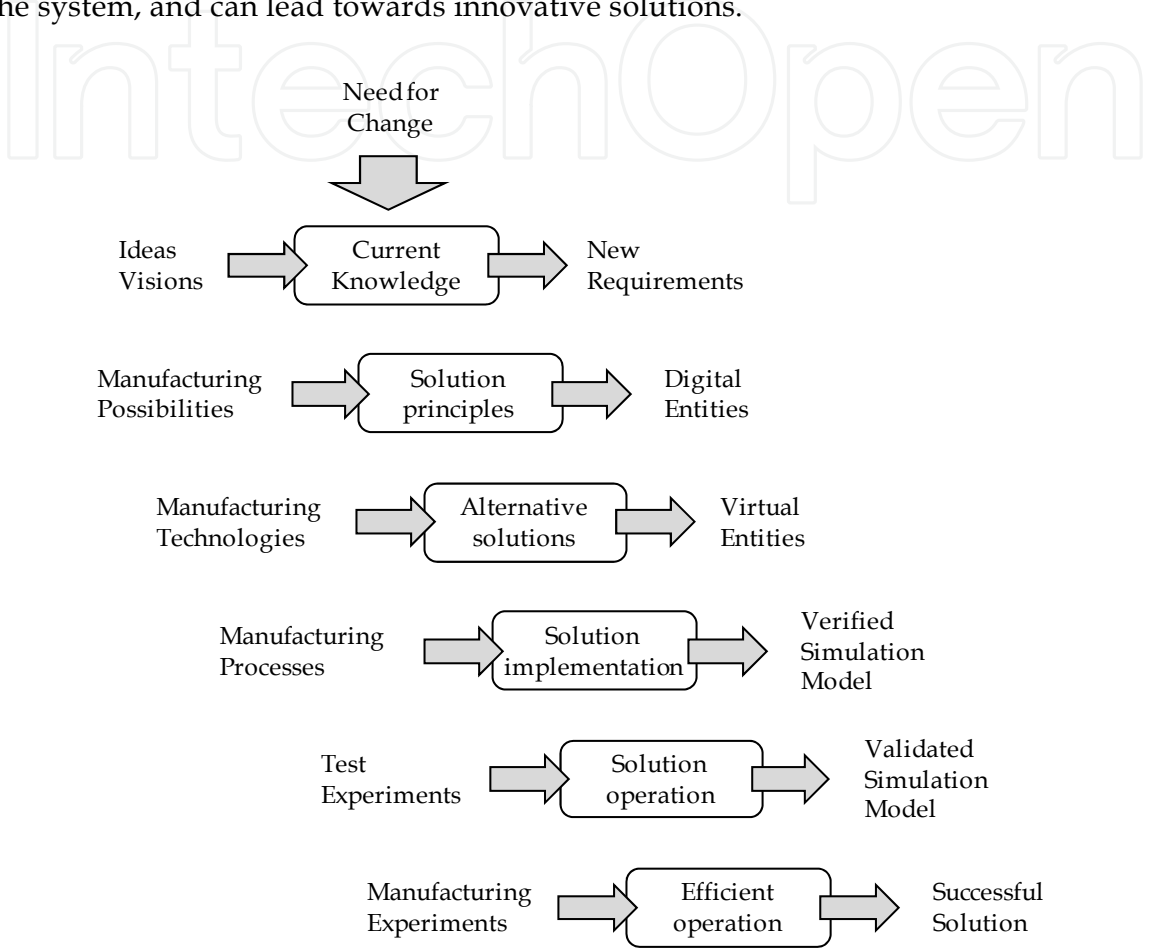 he system, and can lead towards innovative solutions.
IntechOpen
Need for
Change
Ideas
Visions
Current
Knowledge
New
Requirements
Manufacturing
Possibilities
Solution
principles
Digital
Entities
Manufacturing
Technologies
Alternative
solutions
Virtual
Entities
Manufacturing
Processes
Solution
implementation
Verified
Simulation
Model
Test
Experiments
Solution
operation
Validated
Simulation
Model
Manufacturing
Experiments
Efficient
operation
Successful
Solution